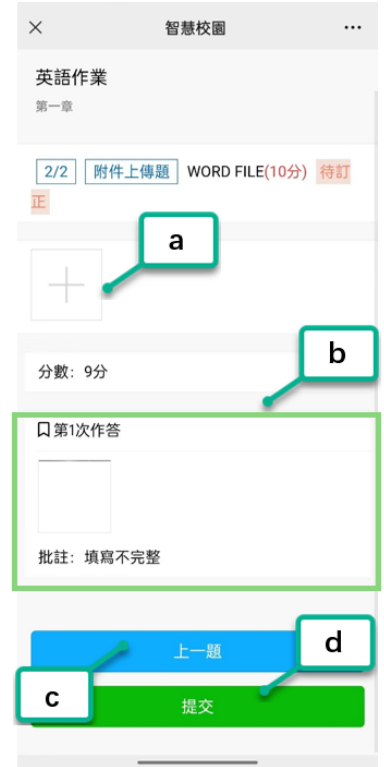 智慧校園
英語作業
第一章
2/2 附件上傳題 WORD FILE(10分) 待訂
正
a
b
分數: 9分
第1次作答
批註: 填寫不完整
上一題
d
c
提交